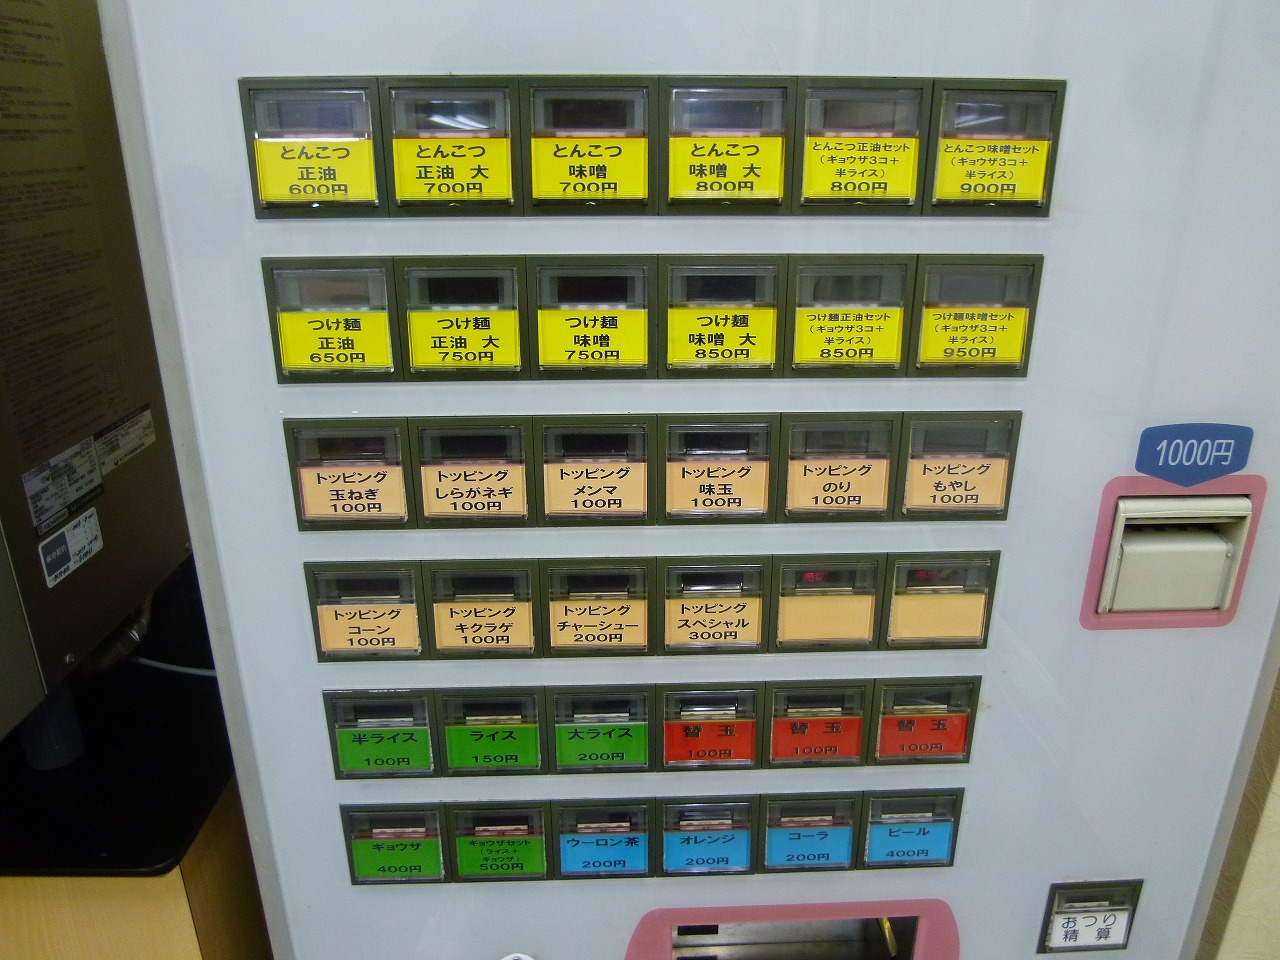 とんこつ
正油
600円
とんこつ
正油 大
700円
とんこつ
味噌
700円
とんこつ
味噌 大
800円
とんこつ正油セット
(ギョウザ3コ+
半ライス)
800円
とんこつ味噌セット
(ギョウザ3コ+
半ライス)
900円
つけ麺
正油
650円
つけ麺
正油 大
750円
つけ麺
味噌
750円
つけ麺
味噌 大
850円
つけ麺正油セット
(ギョウザ3コ+
半ライス)
850円
つけ麺味噌セット
(ギョウザ3コ+
半ライス)
950円
トッピング
玉ねぎ
100円
トッピング
しらがネギ
100円
トッピング
メンマ
100円
トッピング
味玉
100円
トッピング
のり
100円
トッピング
もやし
100円
1000円
トッピング
コーン
100円
トッピング
キクラゲ
100円
トッピング
チャーシュー
200円
トッピング
スペシャル
300円
半ライス
100円
ライス
150円
大ライス
200円
替 玉
100円
替 玉
100円
替 玉
100円
ギョウザ
400円
ギョウザセット
(ライス+
ギョウザ)
500円
ウーロン茶
200円
オレンジ
200円
コーラ
200円
ビール
400円
おつり
精 算